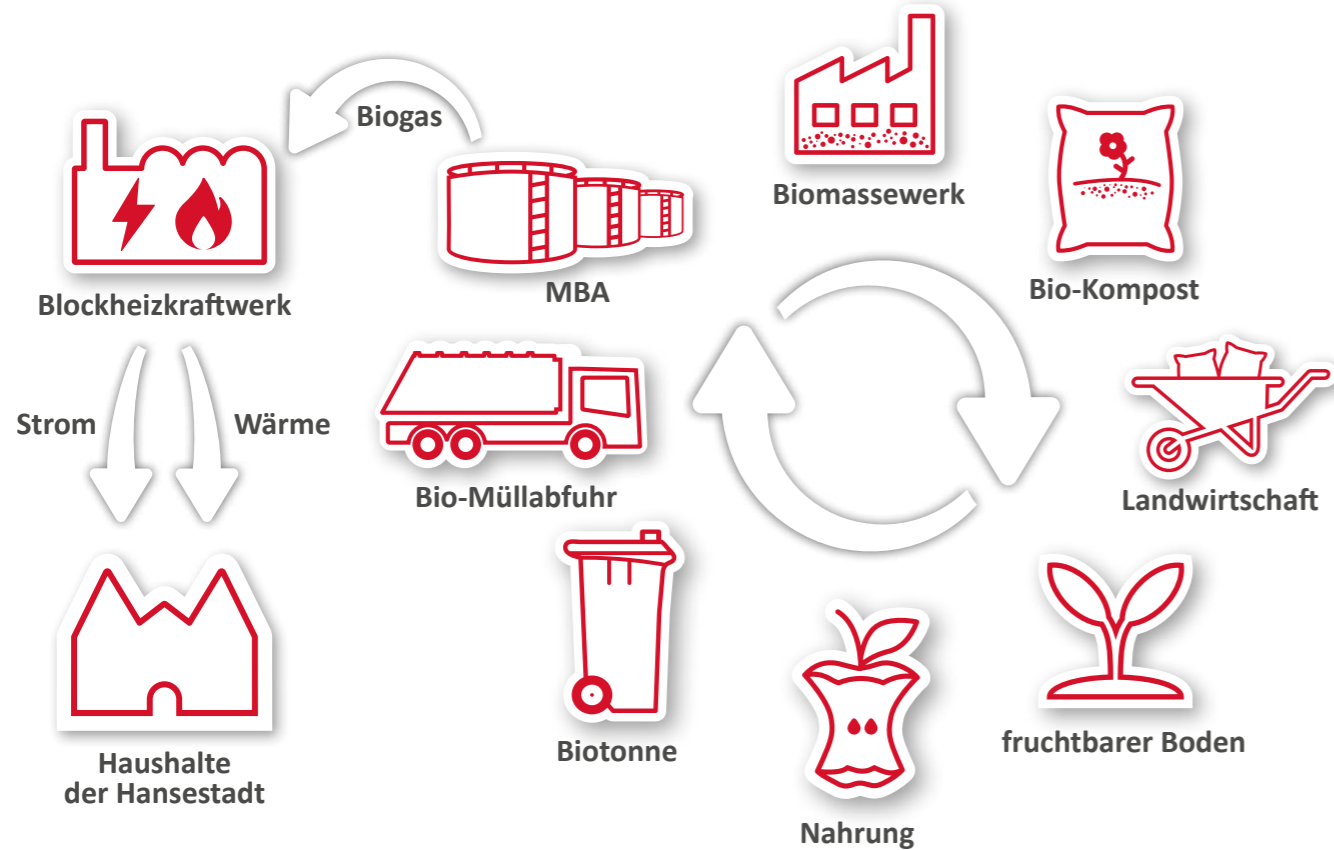 Biogas
Biomassewerk
Blockheizkraftwerk
MBA
Bio-Kompost
Strom
Wärme
Bio-Müllabfuhr
Landwirtschaft
Haushalte
der Hansestadt
Biotonne
Nahrung
fruchtbarer Boden